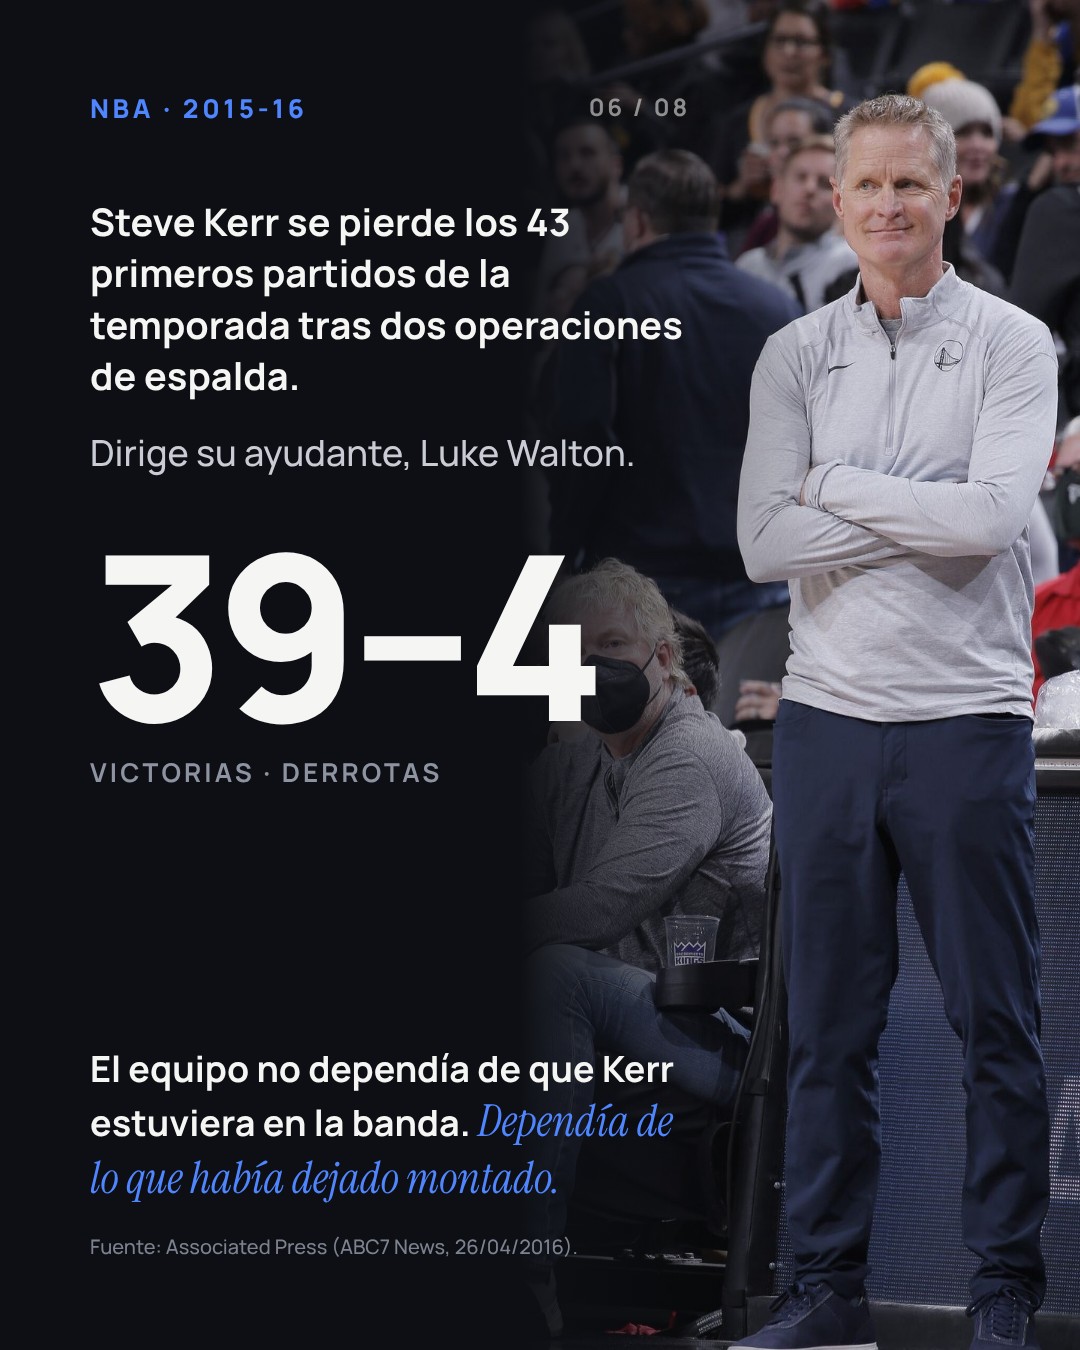 NBA · 2015-16
06 / 08
Steve Kerr se pierde los 43
primeros partidos de la
temporada tras dos operaciones
de espalda.
Dirige su ayudante, Luke Walton.
39–4
VICTORIAS · DERROTAS
KINGS
El equipo no dependía de que Kerr
estuviera en la banda. Dependía de
lo que había dejado montado.
Fuente: Associated Press (ABC7 News, 26/04/2016).